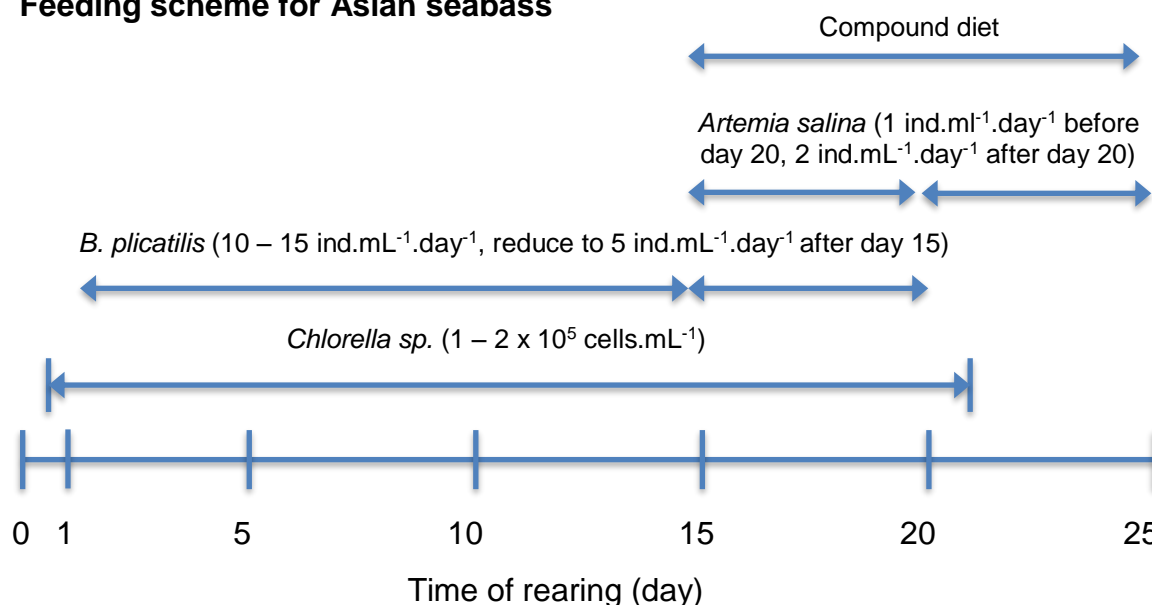 Feeding scheme for Asian seabass
Compound diet
Artemia salina (1 ind.ml⁻¹.day⁻¹ before
day 20, 2 ind.mL⁻¹.day⁻¹ after day 20)
B. plicatilis (10 – 15 ind.mL⁻¹.day⁻¹, reduce to 5 ind.mL⁻¹.day⁻¹ after day 15)
Chlorella sp. (1 – 2 x 10⁵ cells.mL⁻¹)
0 1 5 10 15 20 25
Time of rearing (day)